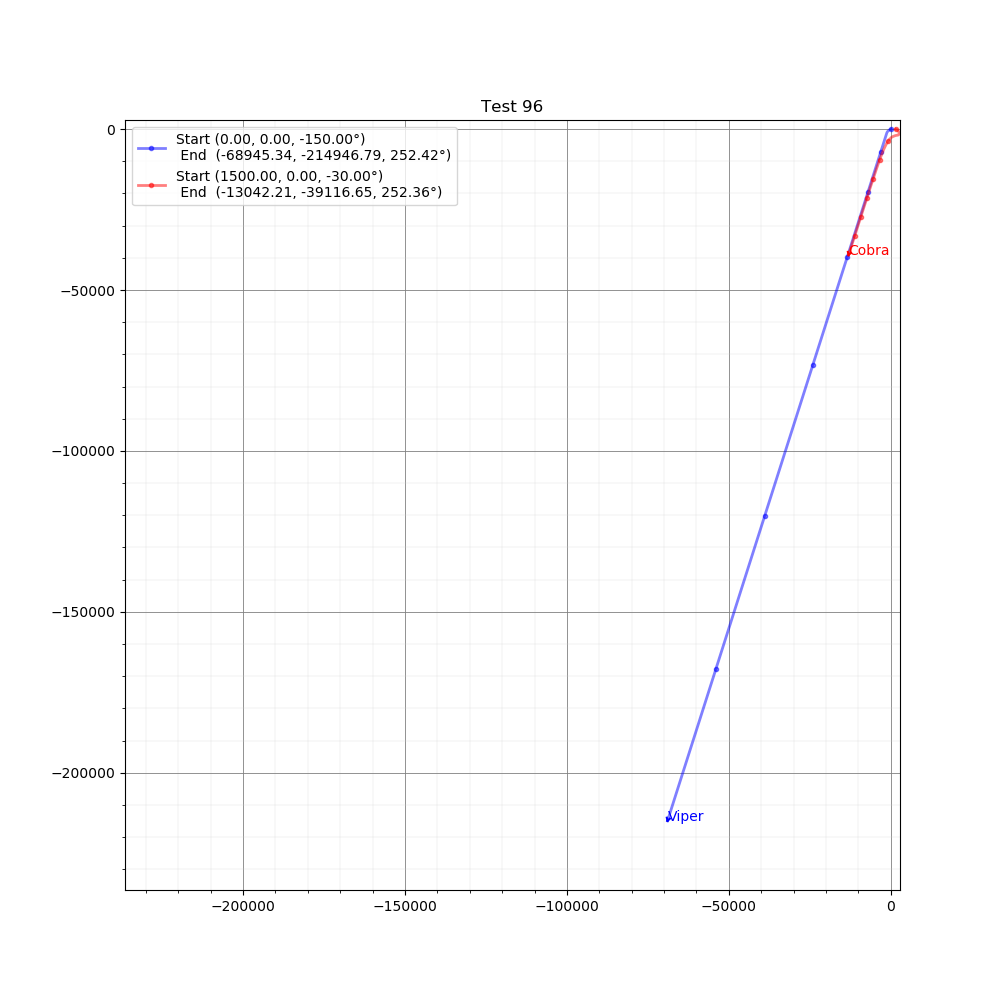 Test 96
Start (0.00, 0.00, -150.00°)
End  (-68945.34, -214946.79, 252.42°)
Start (1500.00, 0.00, -30.00°)
End  (-13042.21, -39116.65, 252.36°)
0
−50000
−100000
−150000
−200000
Cobra
Viper
−200000
−150000
−100000
−50000
0